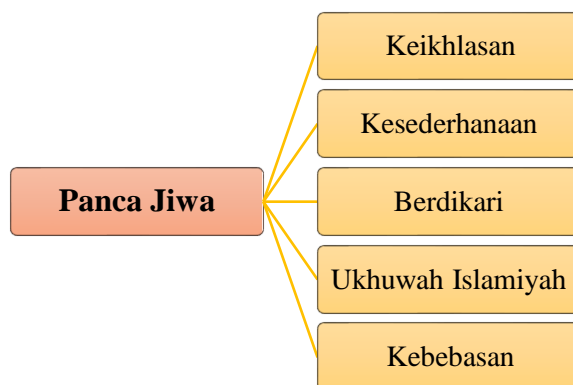 Keikhlasan
Kesederhanaan
Panca Jiwa
Berdikari
Ukhuwah Islamiyah
Kebebasan